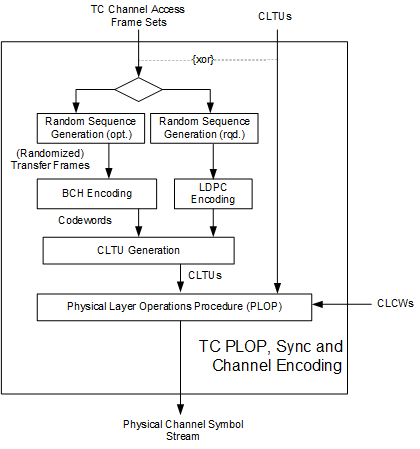 TC Channel Access
Frame Sets
CLTUs
{xor}
Random Sequence
Generation (opt.)
Random Sequence
Generation (rqd.)
(Randomized)
Transfer Frames
BCH Encoding
LDPC
Encoding
Codewords
CLTU Generation
CLTUs
Physical Layer Operations Procedure (PLOP)
CLCWs
TC PLOP, Sync and
Channel Encoding
Physical Channel Symbol
Stream